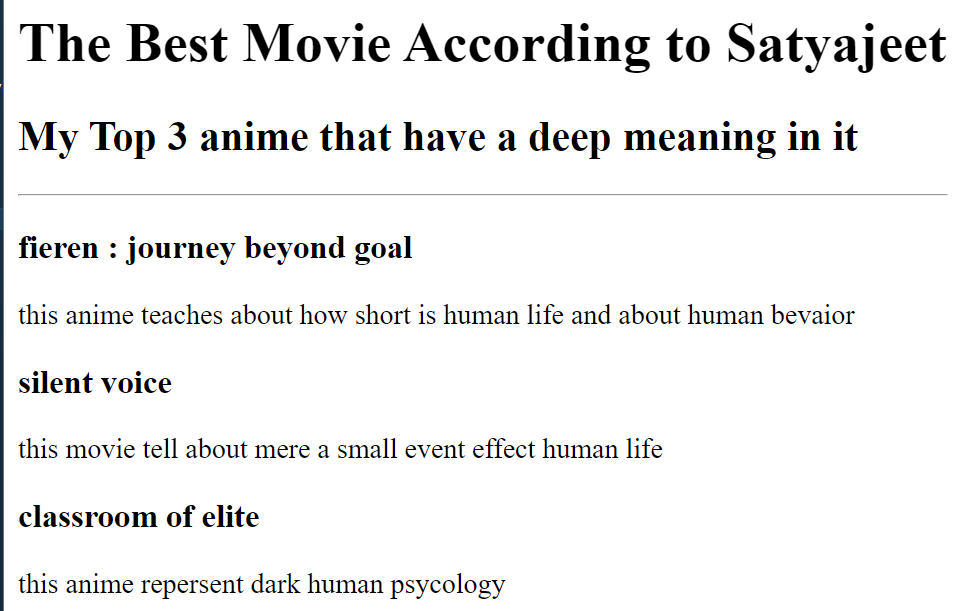 The Best Movie According to Satyajeet
My Top 3 anime that have a deep meaning in it
fieren : journey beyond goal
this anime teaches about how short is human life and about human bevaior
silent voice
this movie tell about mere a small event effect human life
classroom of elite
this anime repersent dark human psycology